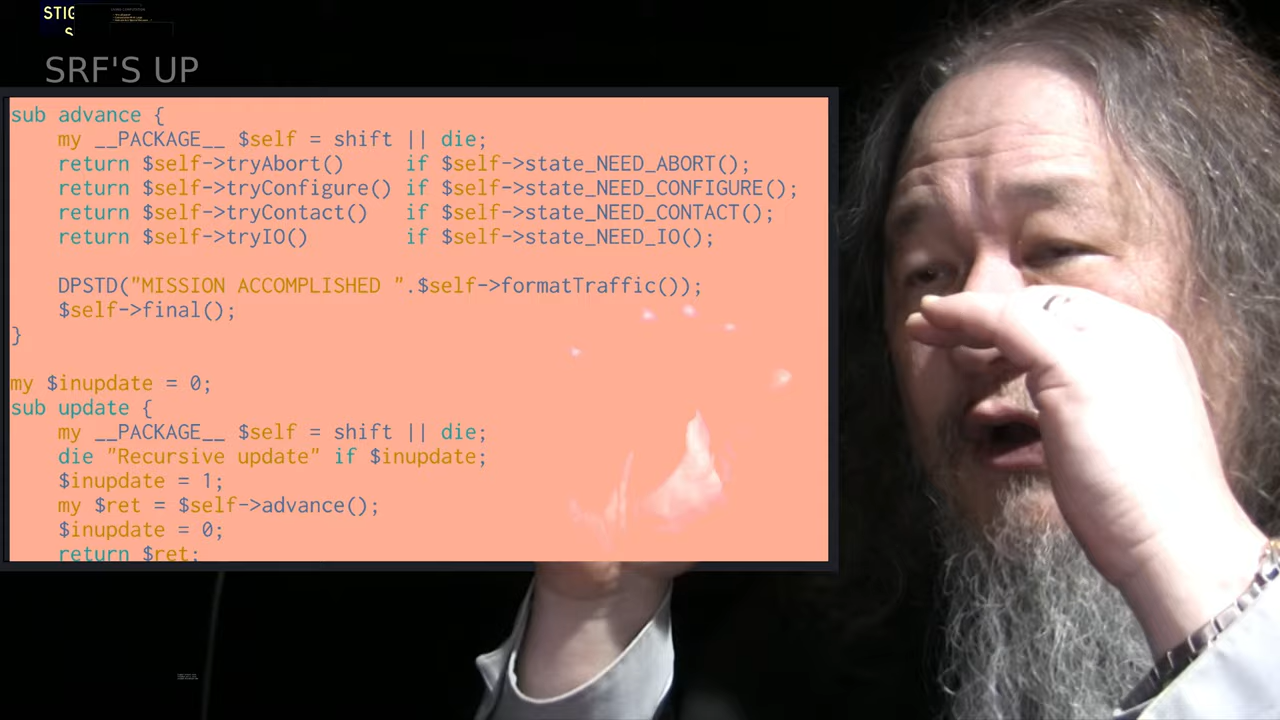 STIG
S
SRF'S UP
sub advance {
    my __PACKAGE__ $self = shift || die;
    return $self->tryAbort()     if $self->state_NEED_ABORT();
    return $self->tryConfigure() if $self->state_NEED_CONFIGURE();
    return $self->tryContact()   if $self->state_NEED_CONTACT();
    return $self->tryIO()        if $self->state_NEED_IO();
    DPSTD("MISSION ACCOMPLISHED ".$self->formatTraffic());
    $self->final();
}
my $inupdate = 0;
sub update {
    my __PACKAGE__ $self = shift || die;
    die "Recursive update" if $inupdate;
    $inupdate = 1;
    my $ret = $self->advance();
    $inupdate = 0;
    return $ret;